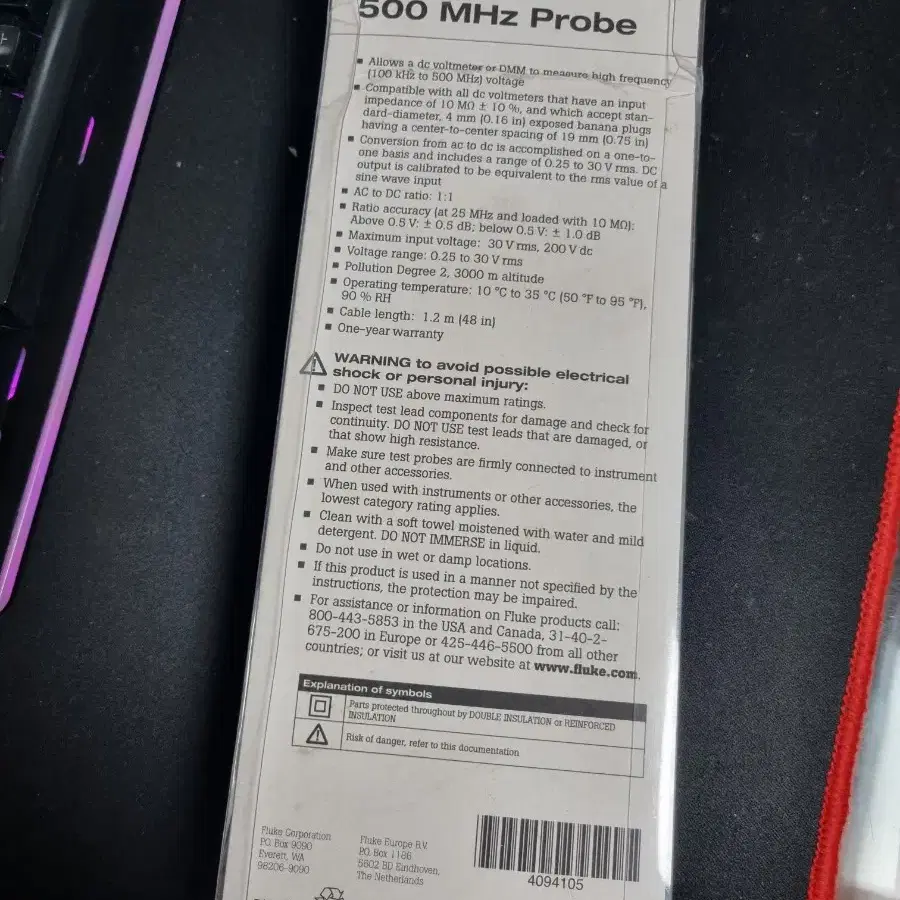 500 MHz Probe
▪ Allows a dc voltmeter or DMM to measure high frequency
(100 kHz to 500 MHz) voltage
▪ Compatible with all dc voltmeters that have an input
impedance of 10 MΩ ± 10 %, and which accept stan-
dard-diameter, 4 mm (0.16 in) exposed banana plugs
having a center-to-center spacing of 19 mm (0.75 in)
▪ Conversion from ac to dc is accomplished on a one-to-
one basis and includes a range of 0.25 to 30 V rms. DC
output is calibrated to be equivalent to the rms value of a
sine wave input
▪ AC to DC ratio: 1:1
▪ Ratio accuracy (at 25 MHz and loaded with 10 MΩ):
Above 0.5 V: ± 0.5 dB; below 0.5 V: ± 1.0 dB
▪ Maximum input voltage: 30 V rms, 200 V dc
▪ Voltage range: 0.25 to 30 V rms
▪ Pollution Degree 2, 3000 m altitude
▪ Operating temperature: 10 °C to 35 °C (50 °F to 95 °F),
90 % RH
▪ Cable length: 1.2 m (48 in)
▪ One-year warranty
WARNING to avoid possible electrical
shock or personal injury:
▪ DO NOT USE above maximum ratings.
▪ Inspect test lead components for damage and check for
continuity. DO NOT USE test leads that are damaged, or
that show high resistance.
▪ Make sure test probes are firmly connected to instrument
and other accessories.
▪ When used with instruments or other accessories, the
lowest category rating applies.
▪ Clean with a soft towel moistened with water and mild
detergent. DO NOT IMMERSE in liquid.
▪ Do not use in wet or damp locations.
▪ If this product is used in a manner not specified by the
instructions, the protection may be impaired.
▪ For assistance or information on Fluke products call:
800-443-5853 in the USA and Canada, 31-40-2-
675-200 in Europe or 425-446-5500 from all other
countries; or visit us at our website at www.fluke.com.
Explanation of symbols
Parts protected throughout by DOUBLE INSULATION or REINFORCED
INSULATION
Risk of danger, refer to this documentation
Fluke Corporation
PO. Box 9090
Everett, WA
98206-9090
Fluke Europe B.V.
PO. Box 1186
5602 BD Eindhoven,
The Netherlands
4094105